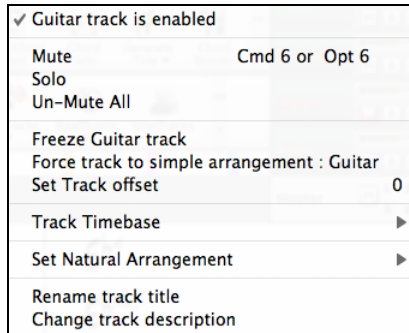 ✓ Guitar track is enabled
Mute Cmd 6 or Opt 6
Solo
Un-Mute All
Freeze Guitar track
Force track to simple arrangement : Guitar
Set Track offset 0
Track Timebase
Set Natural Arrangement
Rename track title
Change track description